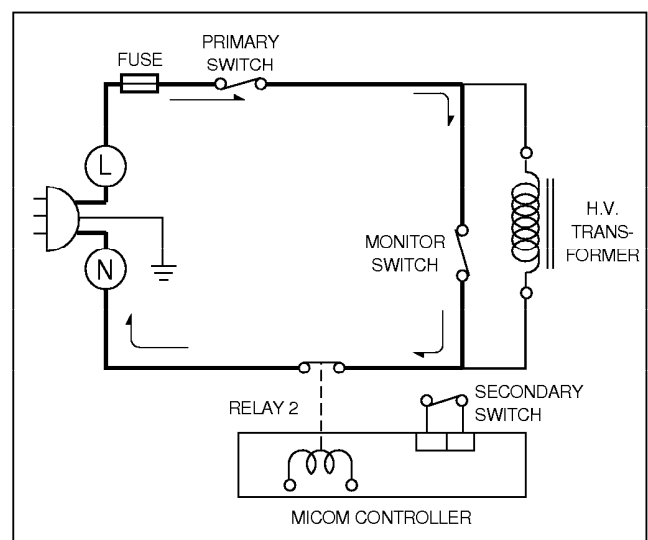 PRIMARY
SWITCH
FUSE
L
N
MONITOR
SWITCH
H.V.
TRANS-
FORMER
RELAY 2
SECONDARY
SWITCH
MICOM CONTROLLER